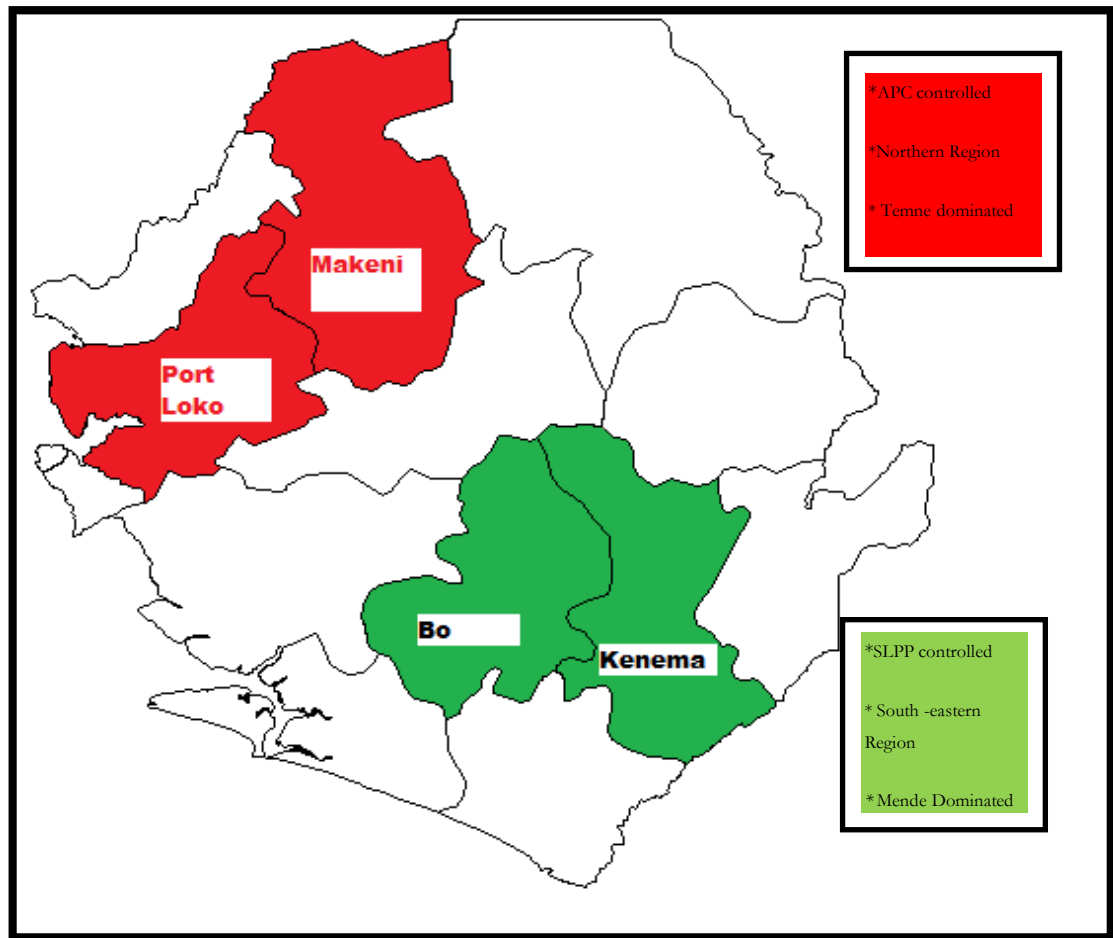 *APC controlled
*Northern Region
* Temne dominated
Makeni
Port
Loko
Bo
Kenema
*SLPP controlled
* South -eastern
Region
* Mende Dominated